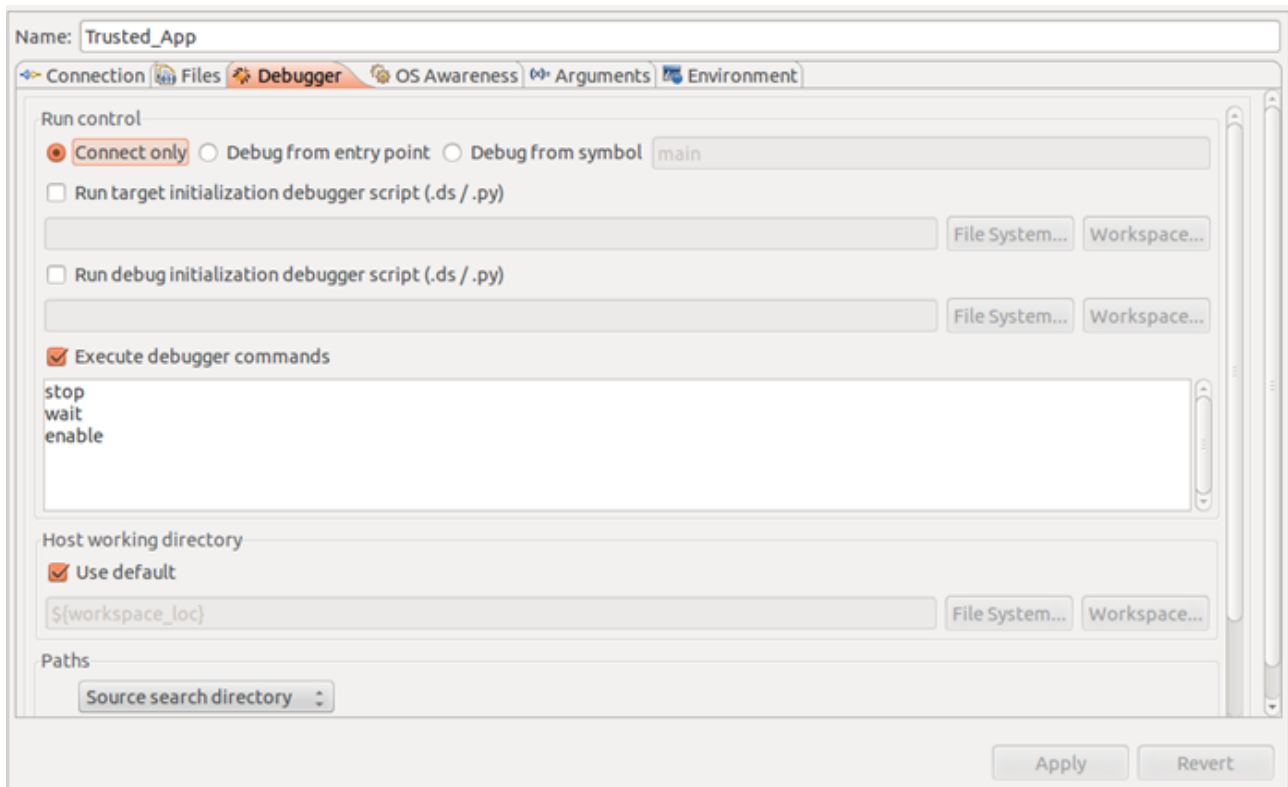 Name: Trusted_App
Connection Files Debugger OS Awareness Arguments Environment
Run control
Connect only Debug from entry point Debug from symbol main
Run target initialization debugger script (.ds / .py)
File System... Workspace...
Run debug initialization debugger script (.ds / .py)
File System... Workspace...
Execute debugger commands
stop
wait
enable
Host working directory
Use default
${workspace_loc} File System... Workspace...
Paths
Source search directory
Apply Revert